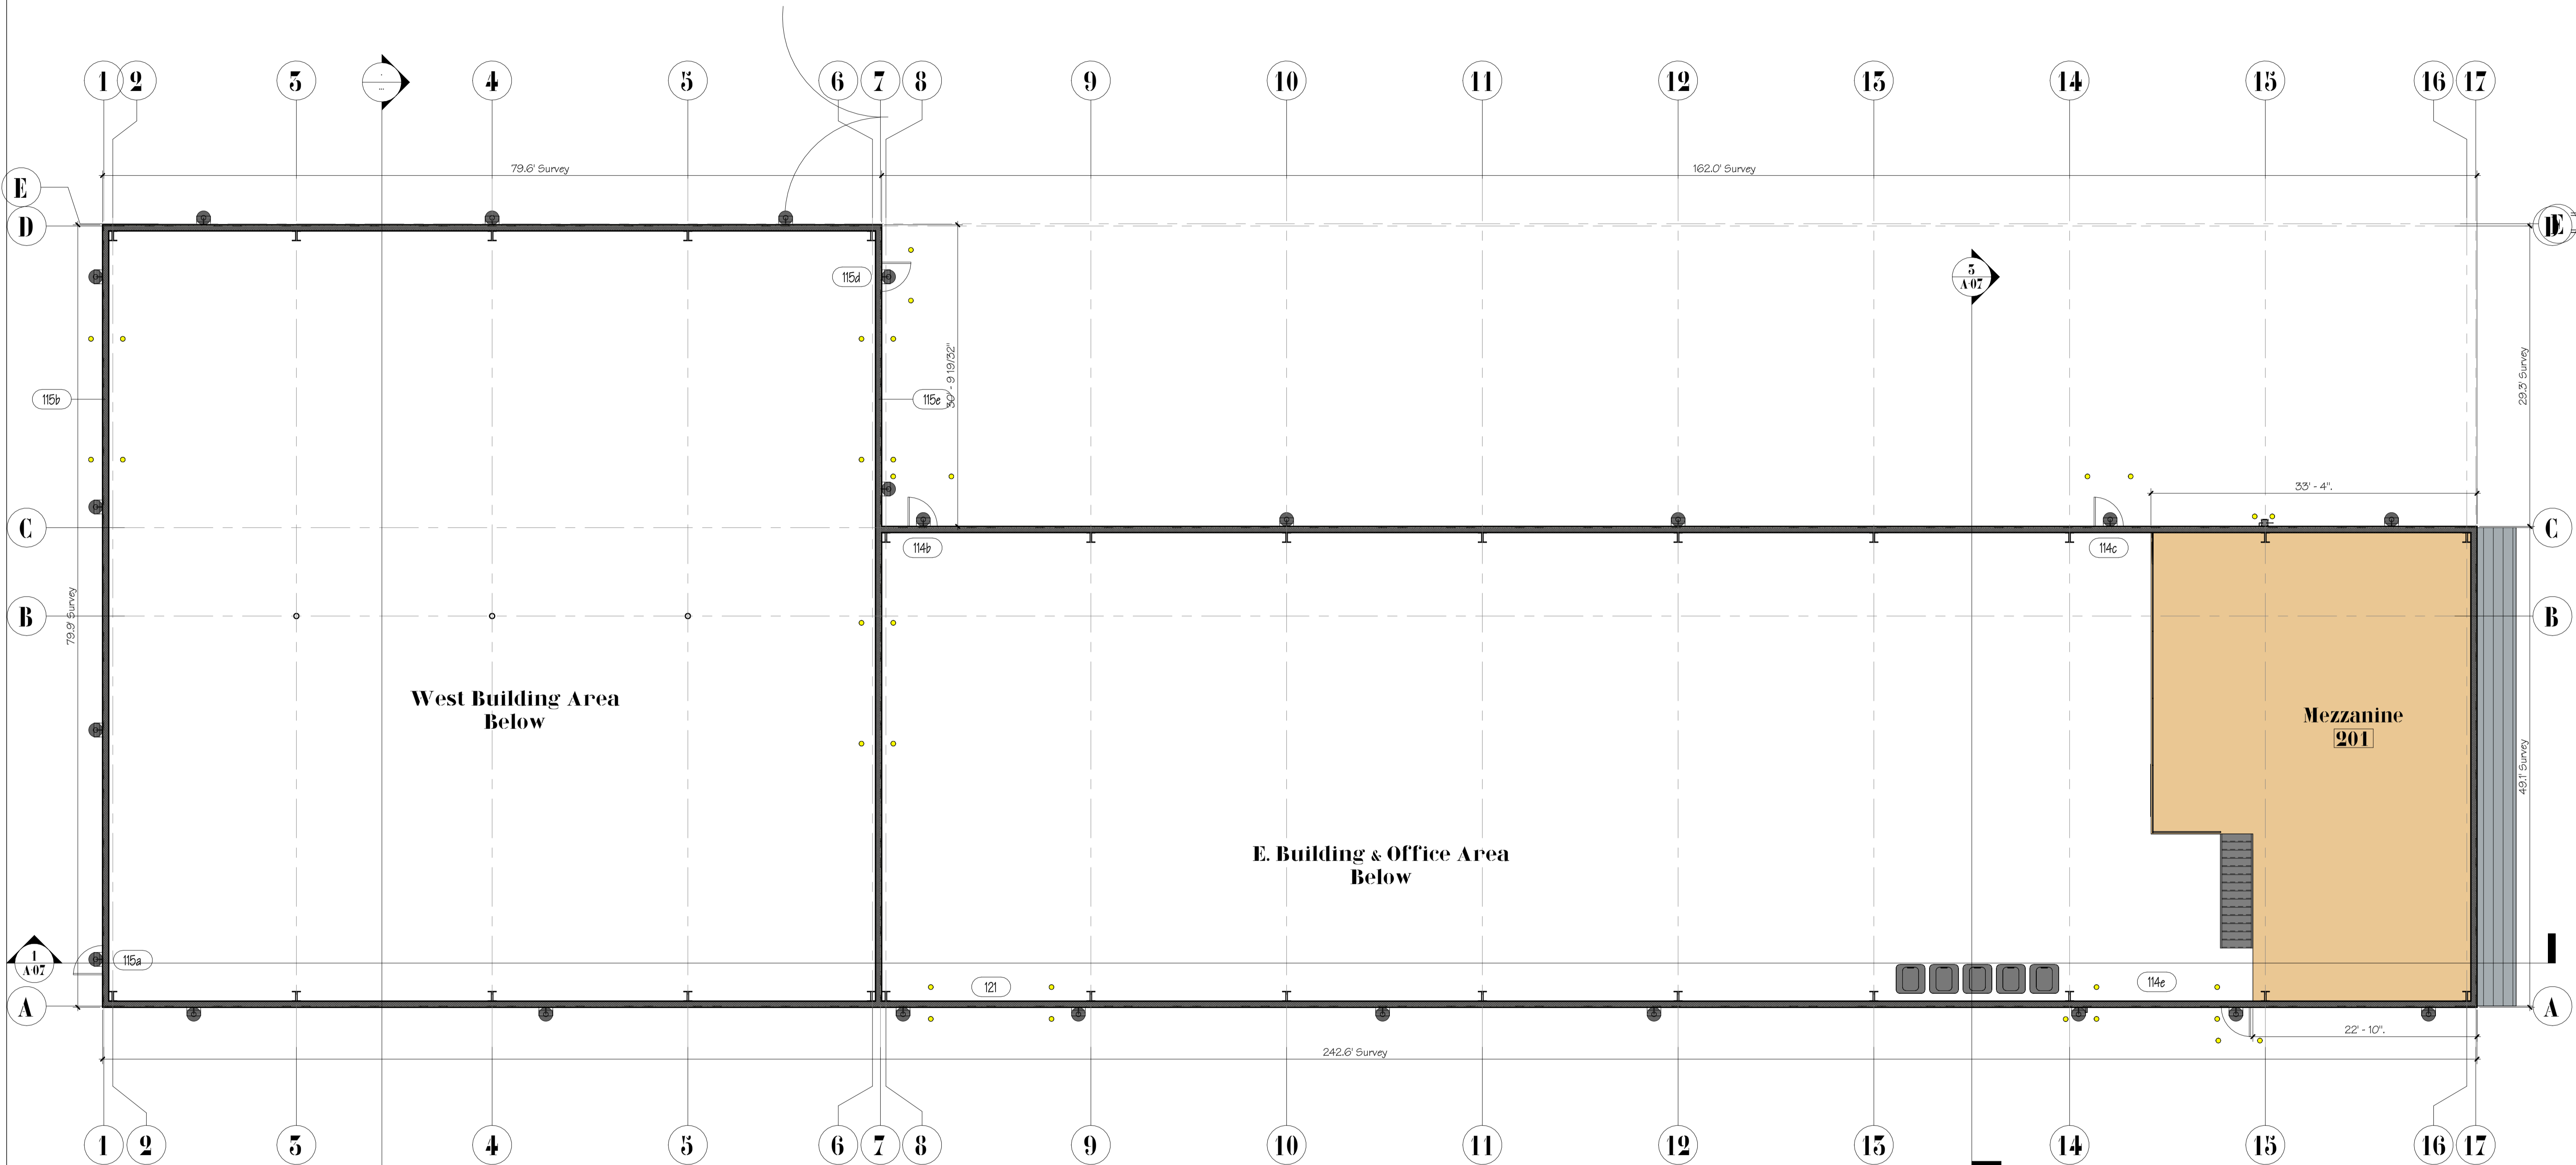 1 2 3 4 5 6 7 8 9 10 11 12 13 14 15 16 17
79.6' Survey
162.0' Survey
E
D
E
D
115d
3
A-07
115b
115e
30' - 9 19/32"
29.3' Survey
33' - 4".
C
C
114b
114c
B
B
79.9' Survey
West Building Area
Below
Mezzanine
201
49.1' Survey
E. Building & Office Area
Below
1
A-07
115a
121
114e
A
A
22' - 10".
242.6' Survey
1 2 3 4 5 6 7 8 9 10 11 12 13 14 15 16 17